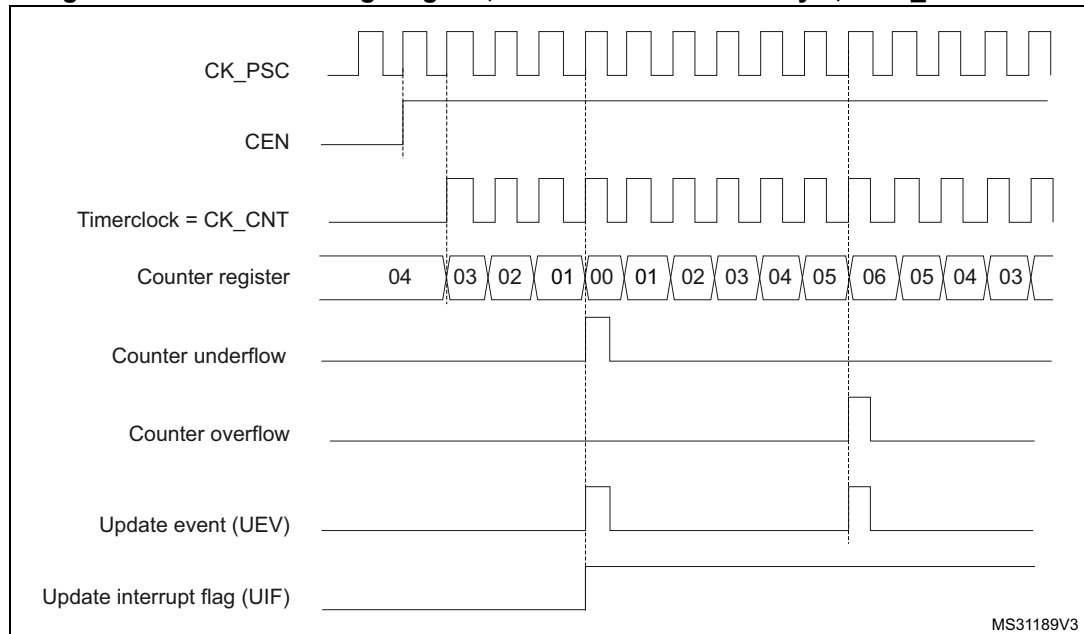 CK_PSC
CEN
Timerclock = CK_CNT
Counter register 04 03 02 01 00 01 02 03 04 05 06 05 04 03
Counter underflow
Counter overflow
Update event (UEV)
Update interrupt flag (UIF)
MS31189V3